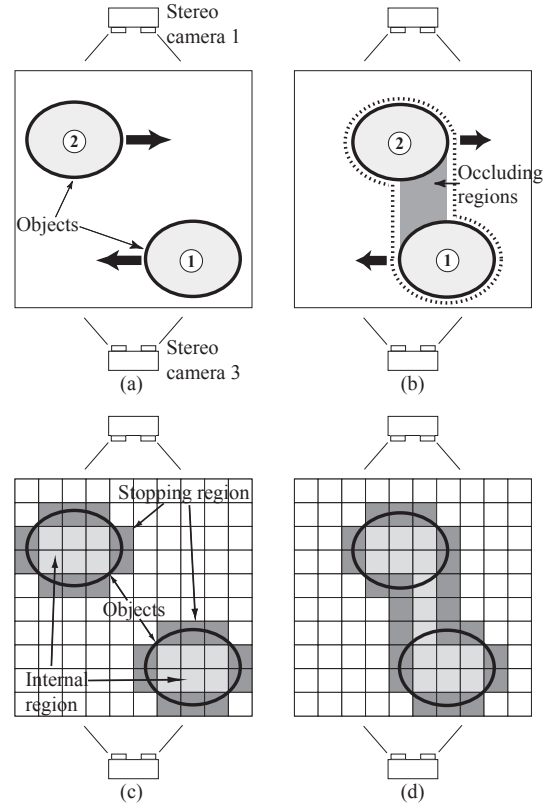 Stereo
camera 1
2
Objects
1
Stereo
camera 3
(a)
2
Occluding
regions
1
(b)
Stopping region
Objects
Internal
region
(c)
(d)